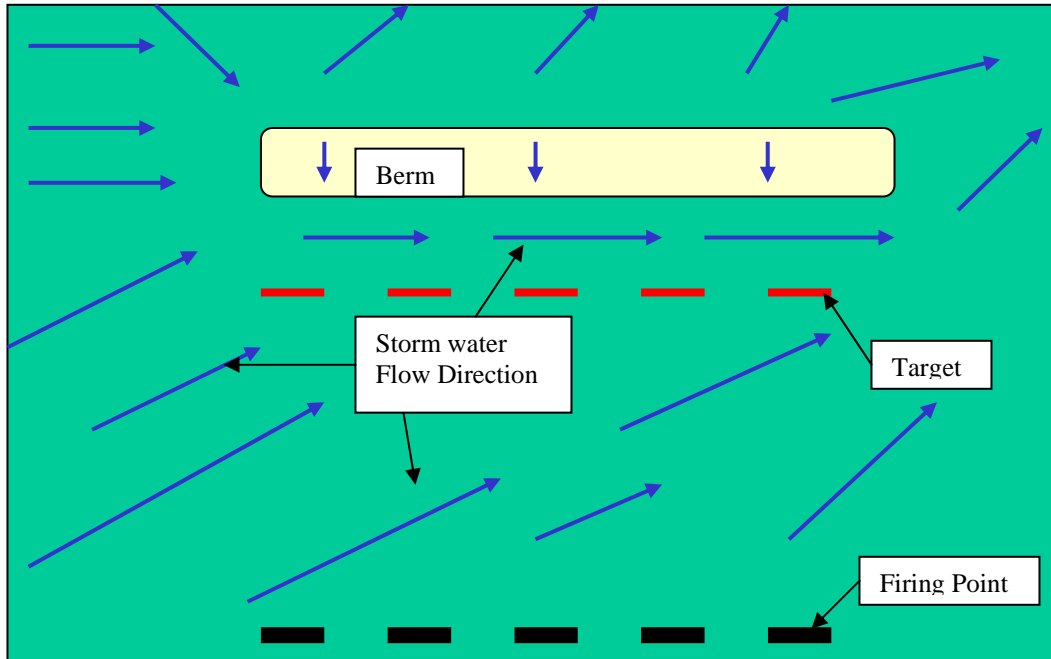 Berm
Storm water
Flow Direction
Target
Firing Point